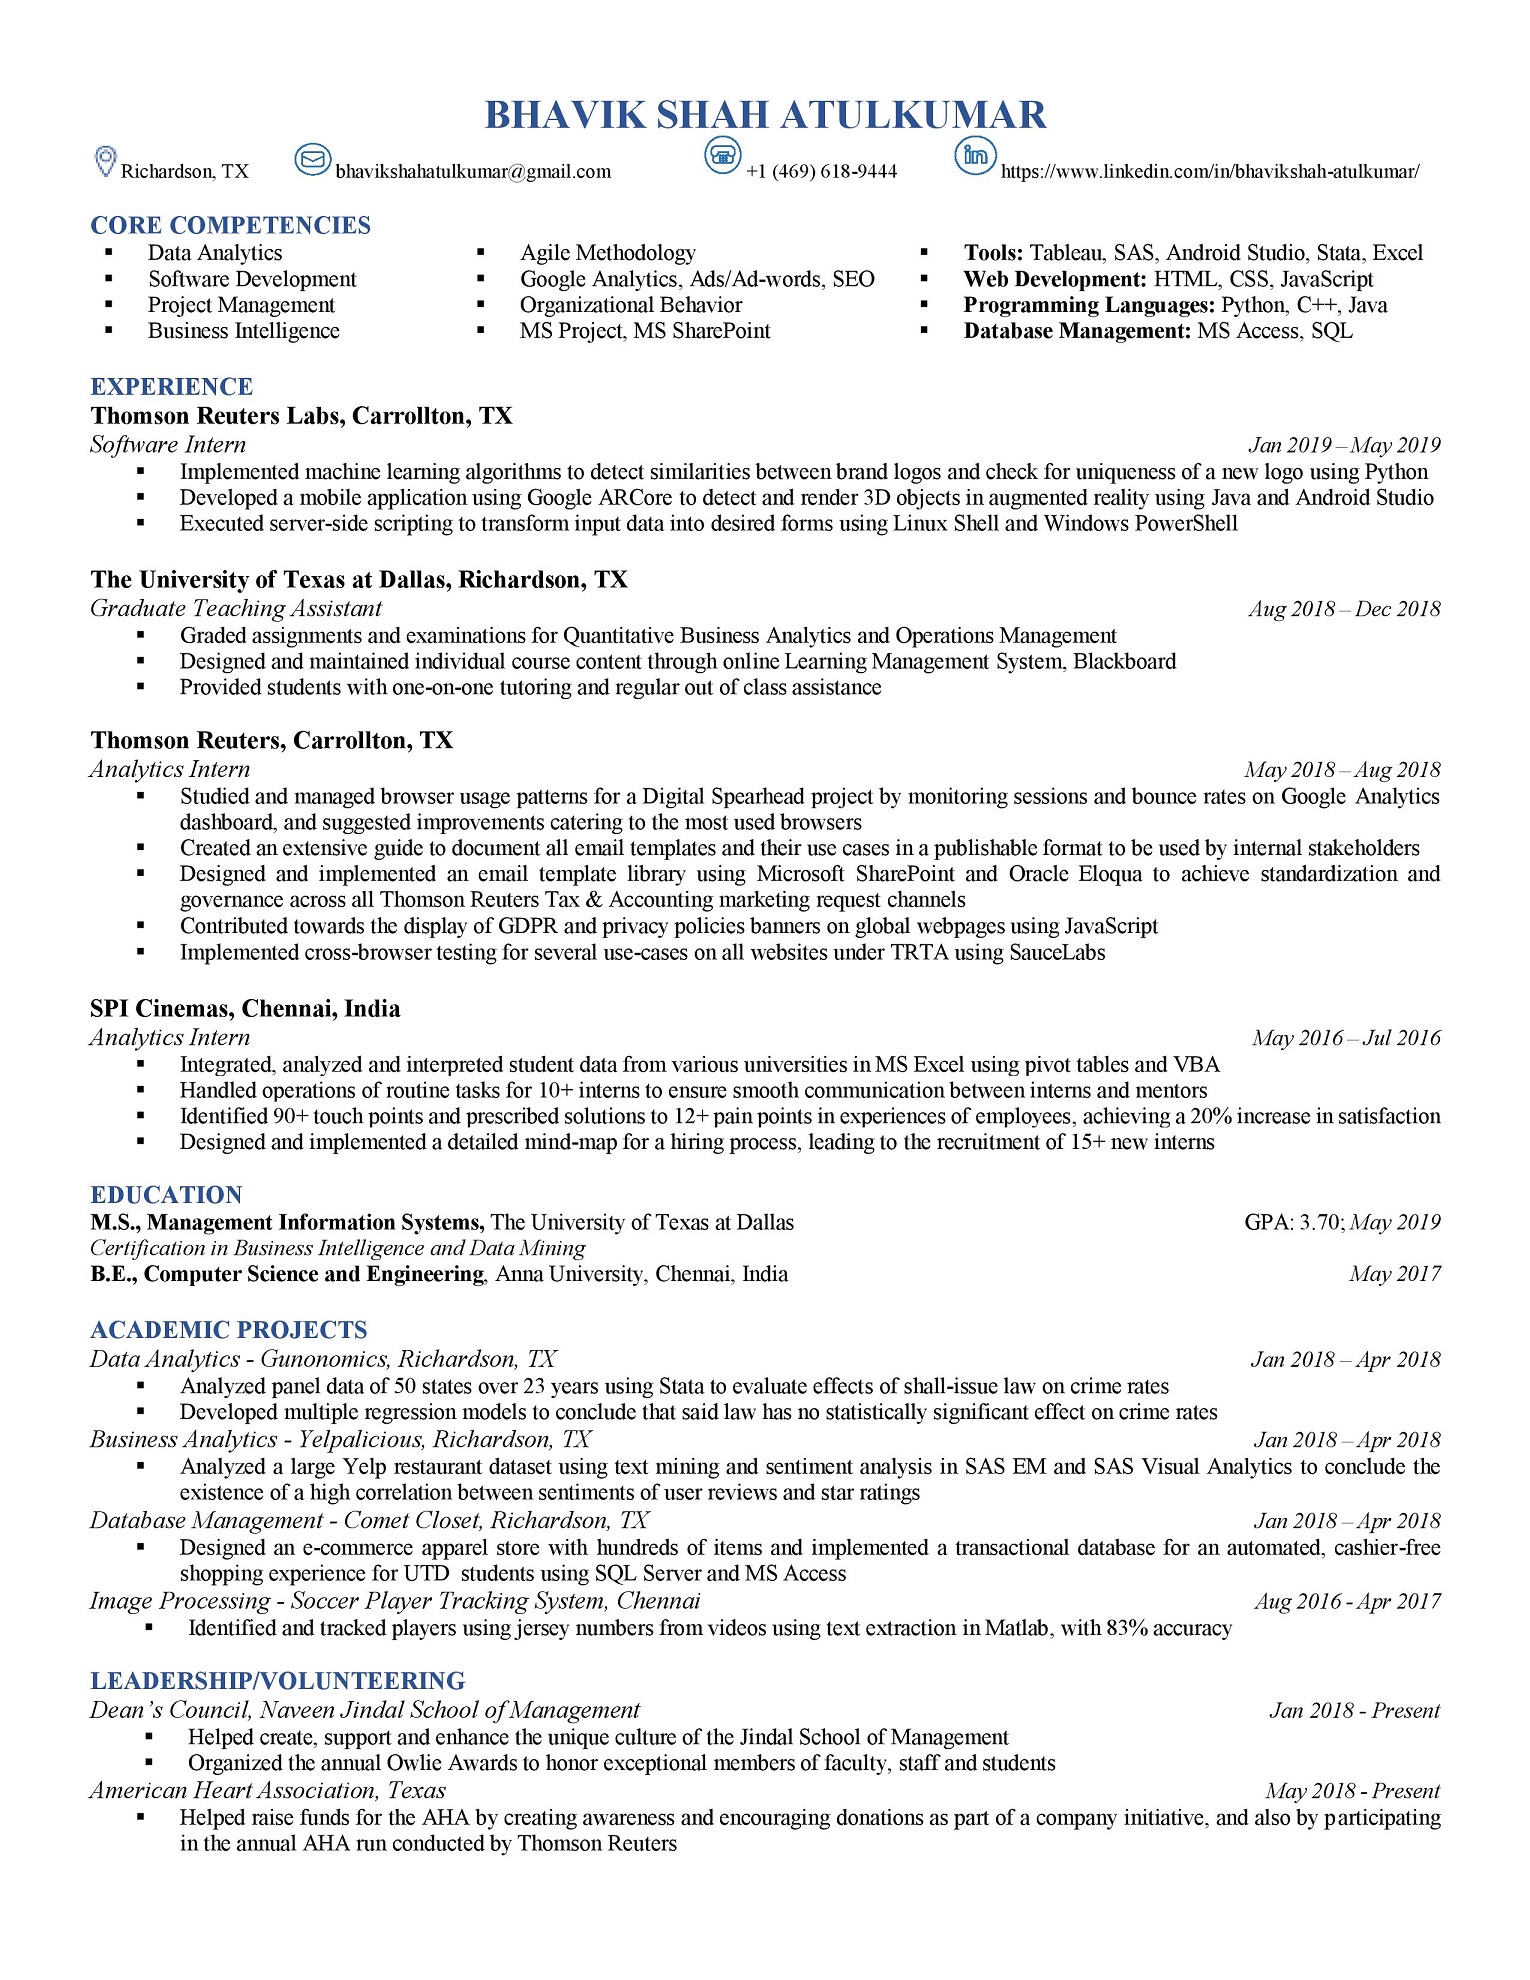 BHAVIK SHAH ATULKUMAR
Richardson, TX bhavikshahatulkumar@gmail.com +1 (469) 618-9444 https://www.linkedin.com/in/bhavikshah-atulkumar/
CORE COMPETENCIES
▪ Data Analytics ▪ Agile Methodology ▪ Tools: Tableau, SAS, Android Studio, Stata, Excel
▪ Software Development ▪ Google Analytics, Ads/Ad-words, SEO ▪ Web Development: HTML, CSS, JavaScript
▪ Project Management ▪ Organizational Behavior ▪ Programming Languages: Python, C++, Java
▪ Business Intelligence ▪ MS Project, MS SharePoint ▪ Database Management: MS Access, SQL
EXPERIENCE
Thomson Reuters Labs, Carrollton, TX
Software Intern Jan 2019 – May 2019
▪ Implemented machine learning algorithms to detect similarities between brand logos and check for uniqueness of a new logo using Python
▪ Developed a mobile application using Google ARCore to detect and render 3D objects in augmented reality using Java and Android Studio
▪ Executed server-side scripting to transform input data into desired forms using Linux Shell and Windows PowerShell
The University of Texas at Dallas, Richardson, TX
Graduate Teaching Assistant Aug 2018 – Dec 2018
▪ Graded assignments and examinations for Quantitative Business Analytics and Operations Management
▪ Designed and maintained individual course content through online Learning Management System, Blackboard
▪ Provided students with one-on-one tutoring and regular out of class assistance
Thomson Reuters, Carrollton, TX
Analytics Intern May 2018 – Aug 2018
▪ Studied and managed browser usage patterns for a Digital Spearhead project by monitoring sessions and bounce rates on Google Analytics
dashboard, and suggested improvements catering to the most used browsers
▪ Created an extensive guide to document all email templates and their use cases in a publishable format to be used by internal stakeholders
▪ Designed and implemented an email template library using Microsoft SharePoint and Oracle Eloqua to achieve standardization and
governance across all Thomson Reuters Tax & Accounting marketing request channels
▪ Contributed towards the display of GDPR and privacy policies banners on global webpages using JavaScript
▪ Implemented cross-browser testing for several use-cases on all websites under TRTA using SauceLabs
SPI Cinemas, Chennai, India
Analytics Intern May 2016 – Jul 2016
▪ Integrated, analyzed and interpreted student data from various universities in MS Excel using pivot tables and VBA
▪ Handled operations of routine tasks for 10+ interns to ensure smooth communication between interns and mentors
▪ Identified 90+ touch points and prescribed solutions to 12+ pain points in experiences of employees, achieving a 20% increase in satisfaction
▪ Designed and implemented a detailed mind-map for a hiring process, leading to the recruitment of 15+ new interns
EDUCATION
M.S., Management Information Systems, The University of Texas at Dallas GPA: 3.70; May 2019
Certification in Business Intelligence and Data Mining
B.E., Computer Science and Engineering, Anna University, Chennai, India May 2017
ACADEMIC PROJECTS
Data Analytics - Gunonomics, Richardson, TX Jan 2018 – Apr 2018
▪ Analyzed panel data of 50 states over 23 years using Stata to evaluate effects of shall-issue law on crime rates
▪ Developed multiple regression models to conclude that said law has no statistically significant effect on crime rates
Business Analytics - Yelpalicious, Richardson, TX Jan 2018 – Apr 2018
▪ Analyzed a large Yelp restaurant dataset using text mining and sentiment analysis in SAS EM and SAS Visual Analytics to conclude the
existence of a high correlation between sentiments of user reviews and star ratings
Database Management - Comet Closet, Richardson, TX Jan 2018 – Apr 2018
▪ Designed an e-commerce apparel store with hundreds of items and implemented a transactional database for an automated, cashier-free
shopping experience for UTD students using SQL Server and MS Access
Image Processing - Soccer Player Tracking System, Chennai Aug 2016 - Apr 2017
▪ Identified and tracked players using jersey numbers from videos using text extraction in Matlab, with 83% accuracy
LEADERSHIP/VOLUNTEERING
Dean’s Council, Naveen Jindal School of Management Jan 2018 - Present
▪ Helped create, support and enhance the unique culture of the Jindal School of Management
▪ Organized the annual Owlie Awards to honor exceptional members of faculty, staff and students
American Heart Association, Texas May 2018 - Present
▪ Helped raise funds for the AHA by creating awareness and encouraging donations as part of a company initiative, and also by participating
in the annual AHA run conducted by Thomson Reuters